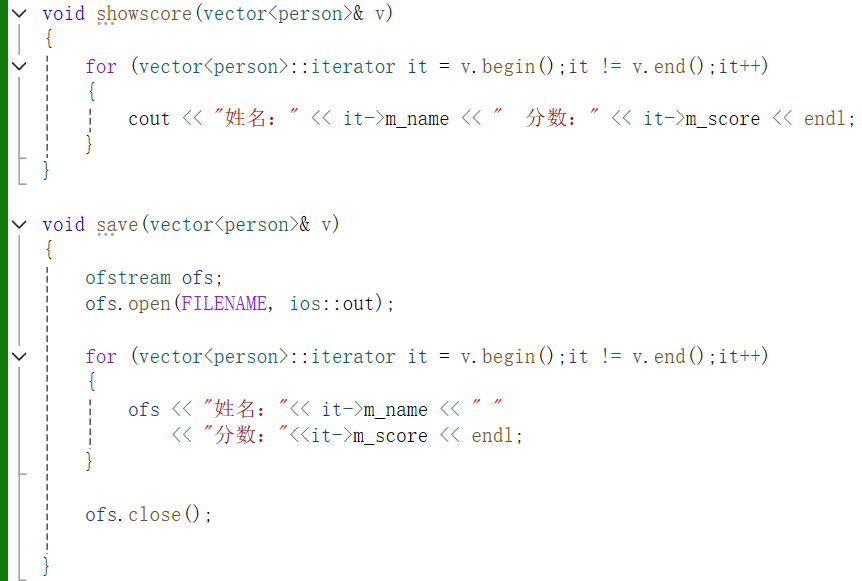 void showscore(vector<person>& v)
{
for (vector<person>::iterator it = v.begin();it != v.end();it++)
{
cout << "姓名：" << it->m_name << "  分数：" << it->m_score << endl;
}
}
void save(vector<person>& v)
{
ofstream ofs;
ofs.open(FILENAME, ios::out);
for (vector<person>::iterator it = v.begin();it != v.end();it++)
{
ofs << "姓名："<< it->m_name << " "
<< "分数："<<it->m_score << endl;
}
ofs.close();
}